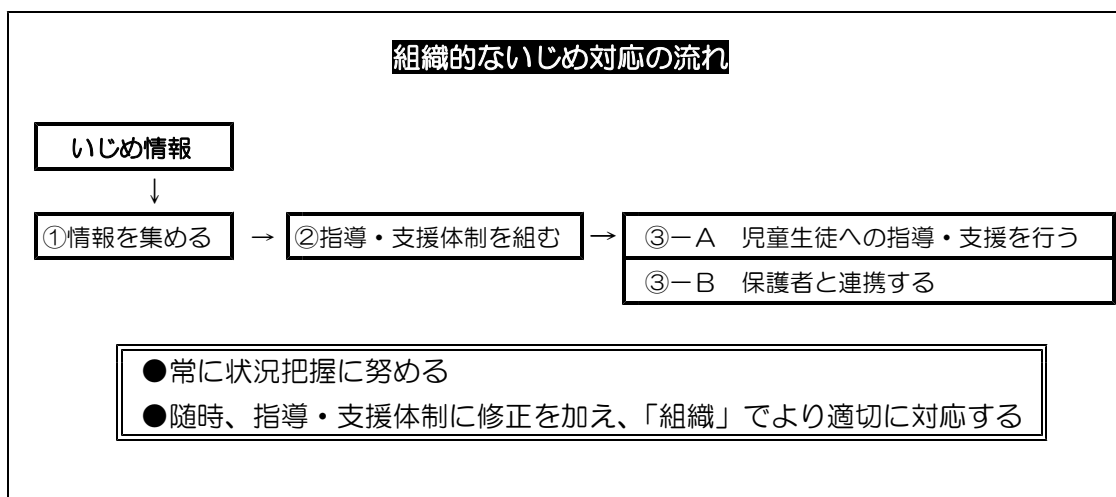 組織的ないじめ対応の流れ
いじめ情報
↓
①情報を集める → ②指導・支援体制を組む → ③−A 児童生徒への指導・支援を行う
③−B 保護者と連携する
●常に状況把握に努める
●随時、指導・支援体制に修正を加え、「組織」でより適切に対応する